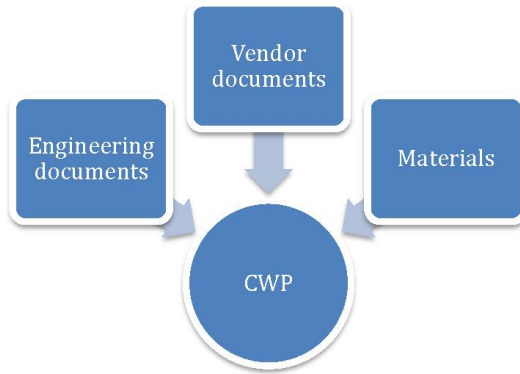 Vendor
documents
Engineering
documents
Materials
CWP